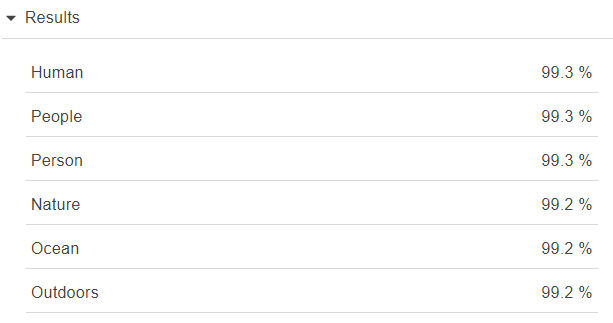 Results
Human 99.3 %
People 99.3 %
Person 99.3 %
Nature 99.2 %
Ocean 99.2 %
Outdoors 99.2 %